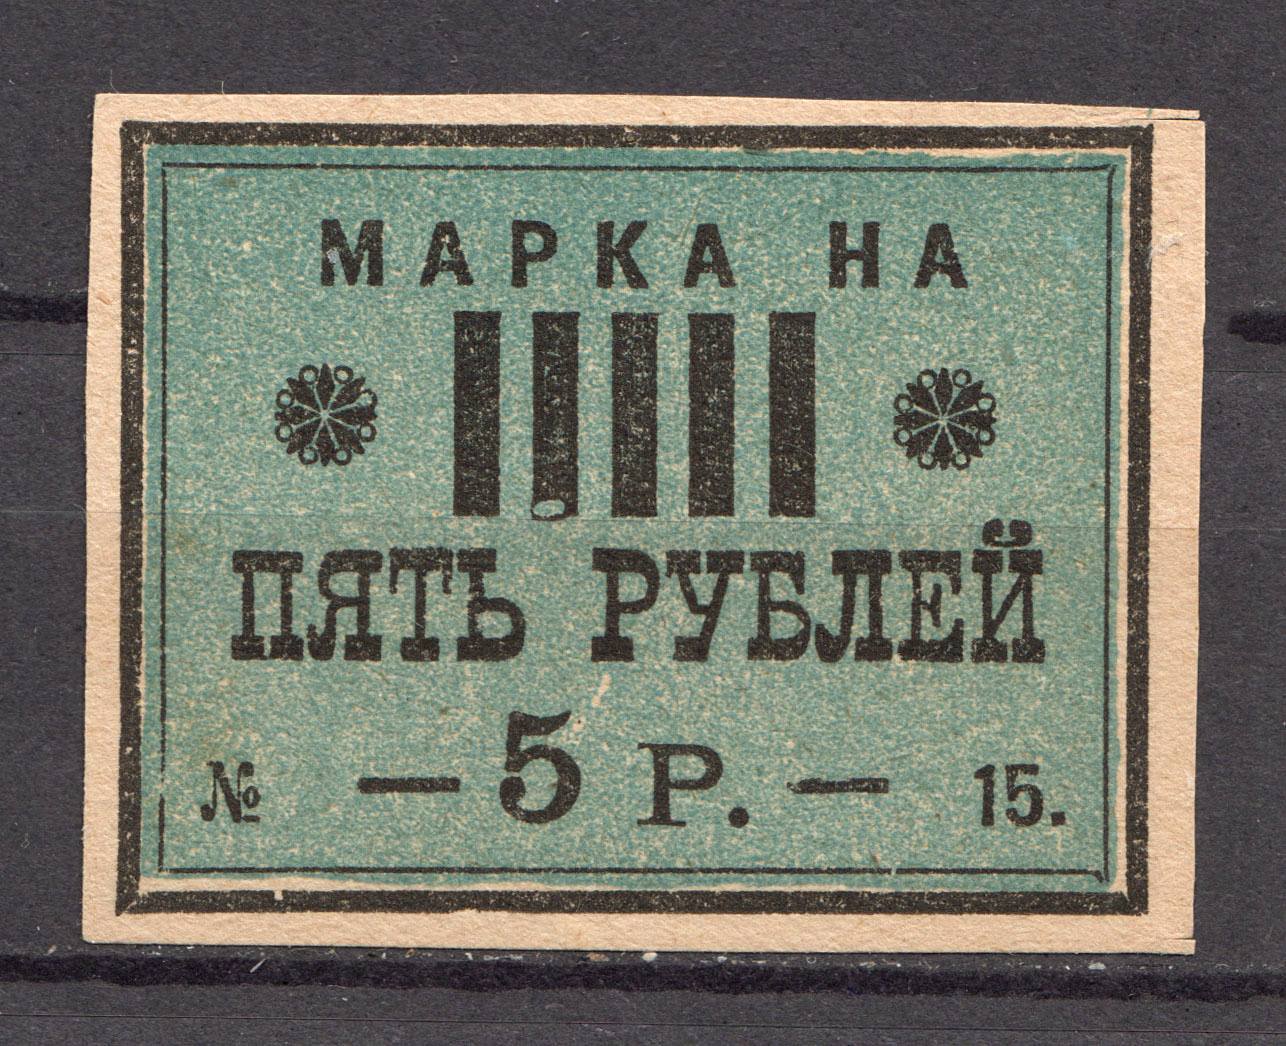 МАРКА НА
IIIII
ПЯТЬ РУБЛЕЙ
№ — 5 Р. — 15.